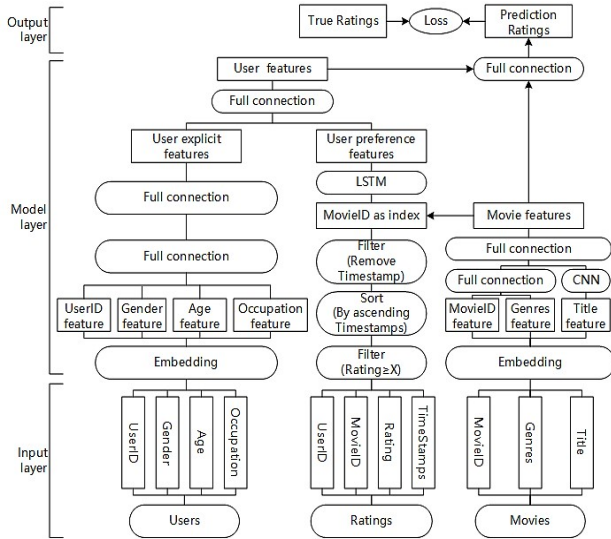 Output
layer
True Ratings
Loss
Prediction
Ratings
User features
Full connection
Full connection
User explicit
features
User preference
features
Full connection
LSTM
Model
layer
MovieID as index
Movie features
Full connection
Filter
(Remove
Timestamp)
Full connection
Full connection
CNN
UserID
feature
Gender
feature
Age
feature
Occupation
feature
Sort
(By ascending
Timestamps)
MovieID
feature
Genres
feature
Title
feature
Embedding
Filter
(Rating≥X)
Embedding
Input
layer
UserID
Gender
Age
Occupation
UserID
MovieID
Rating
TimeStamps
MovieID
Genres
Title
Users
Ratings
Movies